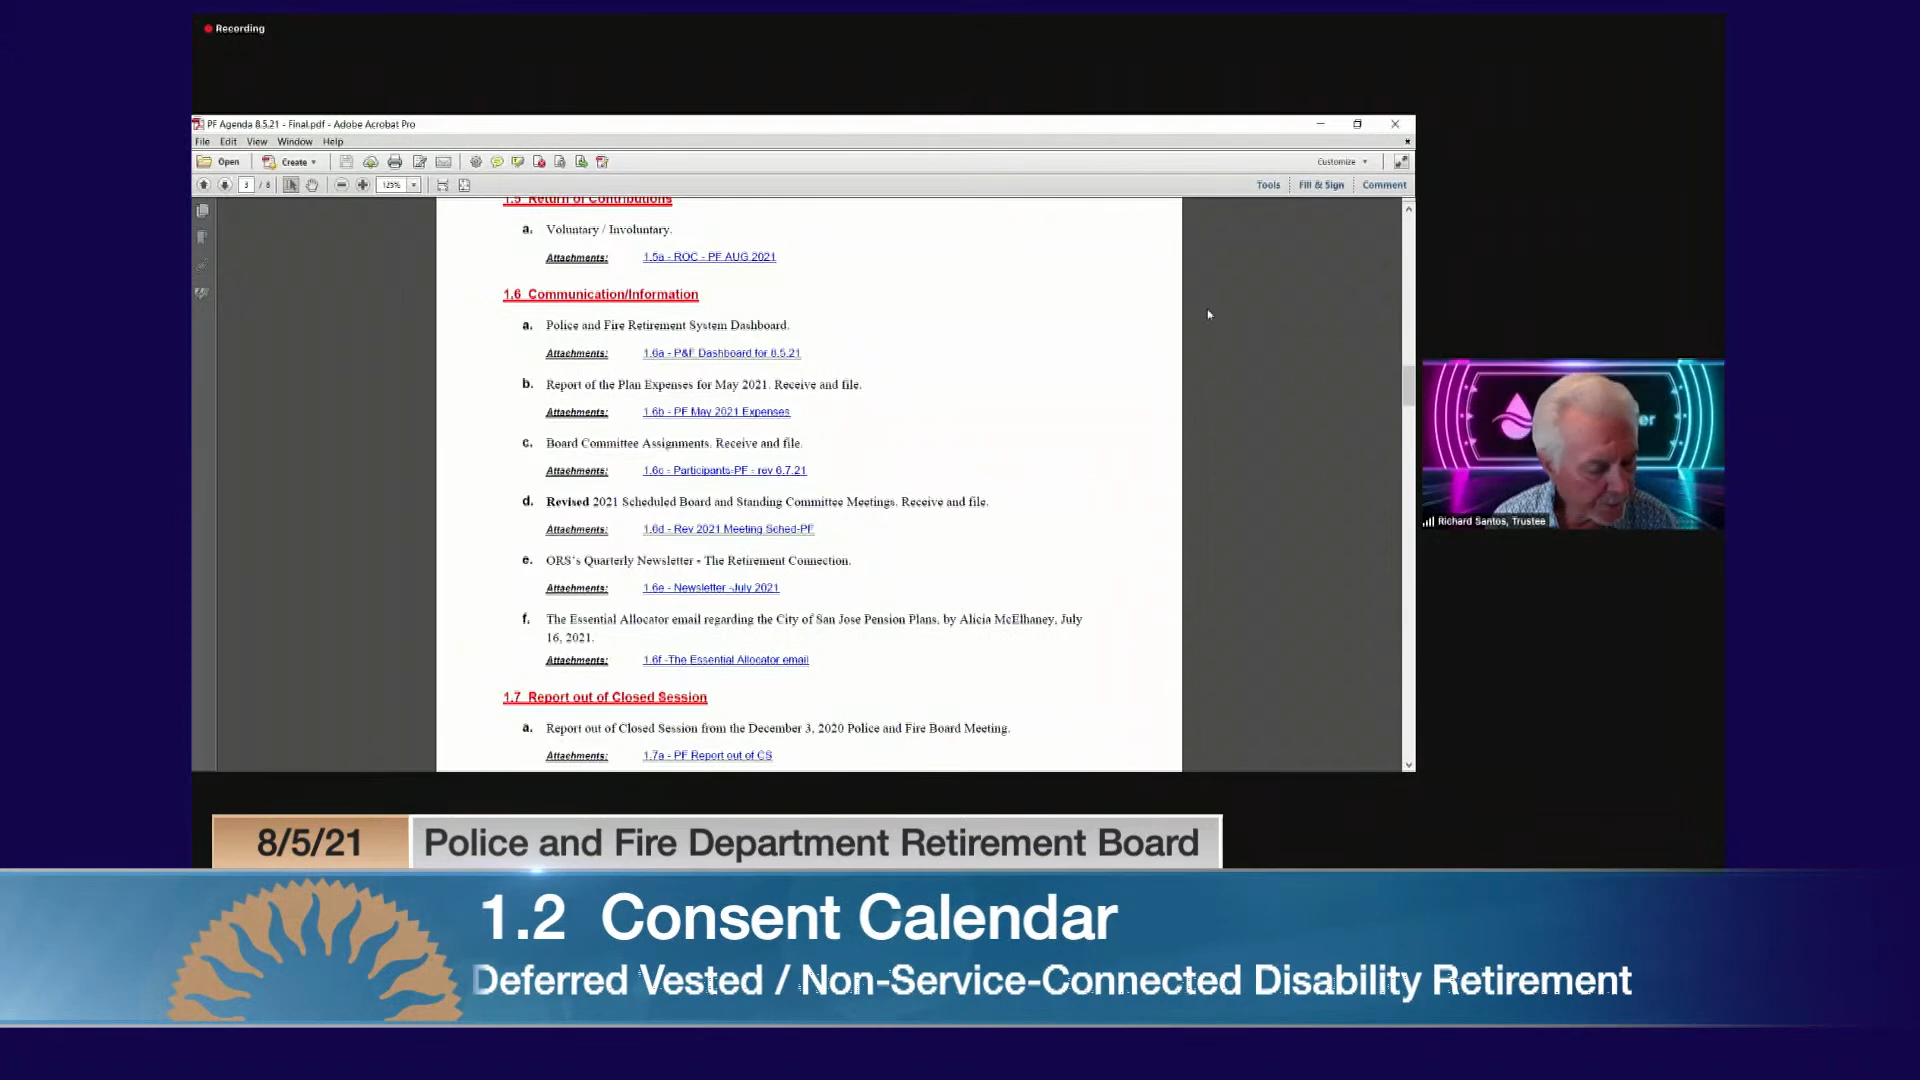 Recording
PF Agenda 8.5.21 - Final.pdf - Adobe Acrobat Pro
File Edit View Window Help
Open Create Customize
3 / 8 123% Tools Fill & Sign Comment
1.5 Return of Contributions
a. Voluntary / Involuntary.
Attachments: 1.5a - ROC - PF AUG 2021
1.6 Communication/Information
a. Police and Fire Retirement System Dashboard.
Attachments: 1.6a - P&F Dashboard for 8.5.21
b. Report of the Plan Expenses for May 2021. Receive and file.
Attachments: 1.6b - PF May 2021 Expenses
c. Board Committee Assignments. Receive and file.
Attachments: 1.6c - Participants-PF - rev 6.7.21
d. Revised 2021 Scheduled Board and Standing Committee Meetings. Receive and file.
Attachments: 1.6d - Rev 2021 Meeting Sched-PF
e. ORS's Quarterly Newsletter - The Retirement Connection.
Attachments: 1.6e - Newsletter -July 2021
f. The Essential Allocator email regarding the City of San Jose Pension Plans, by Alicia McElhaney, July
16, 2021.
Attachments: 1.6f -The Essential Allocator email
1.7 Report out of Closed Session
a. Report out of Closed Session from the December 3, 2020 Police and Fire Board Meeting.
Attachments: 1.7a - PF Report out of CS
Richard Santos, Trustee
8/5/21 Police and Fire Department Retirement Board
1.2 Consent Calendar
Deferred Vested / Non-Service-Connected Disability Retirement